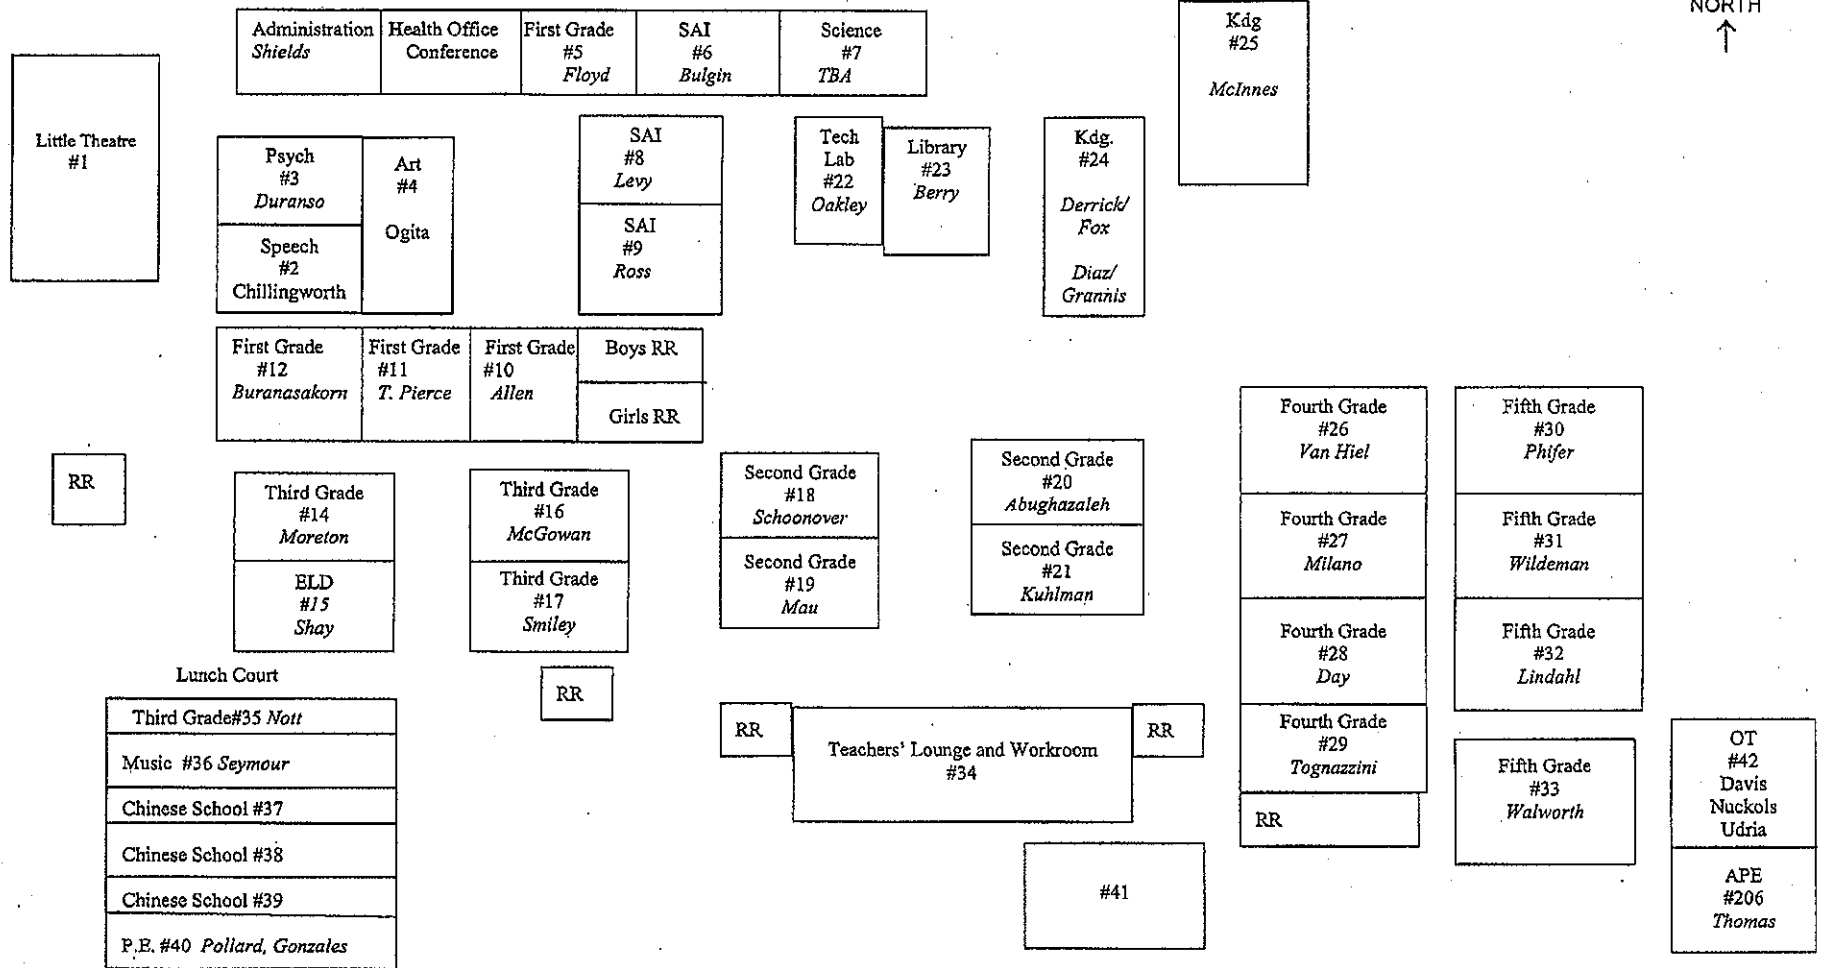 NORTH
Administration
Shields
Health Office
Conference
First Grade
#5
Floyd
SAI
#6
Bulgin
Science
#7
TBA
Kdg
#25
McInnes
Little Theatre
#1
Psych
#3
Duranso
Speech
#2
Chillingworth
Art
#4
Ogita
SAI
#8
Levy
SAI
#9
Ross
Tech
Lab
#22
Oakley
Library
#23
Berry
Kdg.
#24
Derrick/
Fox
Diaz/
Grannis
First Grade
#12
Buranasakorn
First Grade
#11
T. Pierce
First Grade
#10
Allen
Boys RR
Girls RR
RR
Third Grade
#14
Moreton
ELD
#15
Shay
Third Grade
#16
McGowan
Third Grade
#17
Smiley
Second Grade
#18
Schoonover
Second Grade
#19
Mau
Second Grade
#20
Abughazaleh
Second Grade
#21
Kuhlman
Fourth Grade
#26
Van Hiel
Fourth Grade
#27
Milano
Fourth Grade
#28
Day
Fourth Grade
#29
Tognazzini
RR
Fifth Grade
#30
Phifer
Fifth Grade
#31
Wildeman
Fifth Grade
#32
Lindahl
Fifth Grade
#33
Walworth
Lunch Court
Third Grade#35 Nott
Music #36 Seymour
Chinese School #37
Chinese School #38
Chinese School #39
P.E. #40 Pollard, Gonzales
RR
RR
Teachers' Lounge and Workroom
#34
RR
#41
OT
#42
Davis
Nuckols
Udria
APE
#206
Thomas